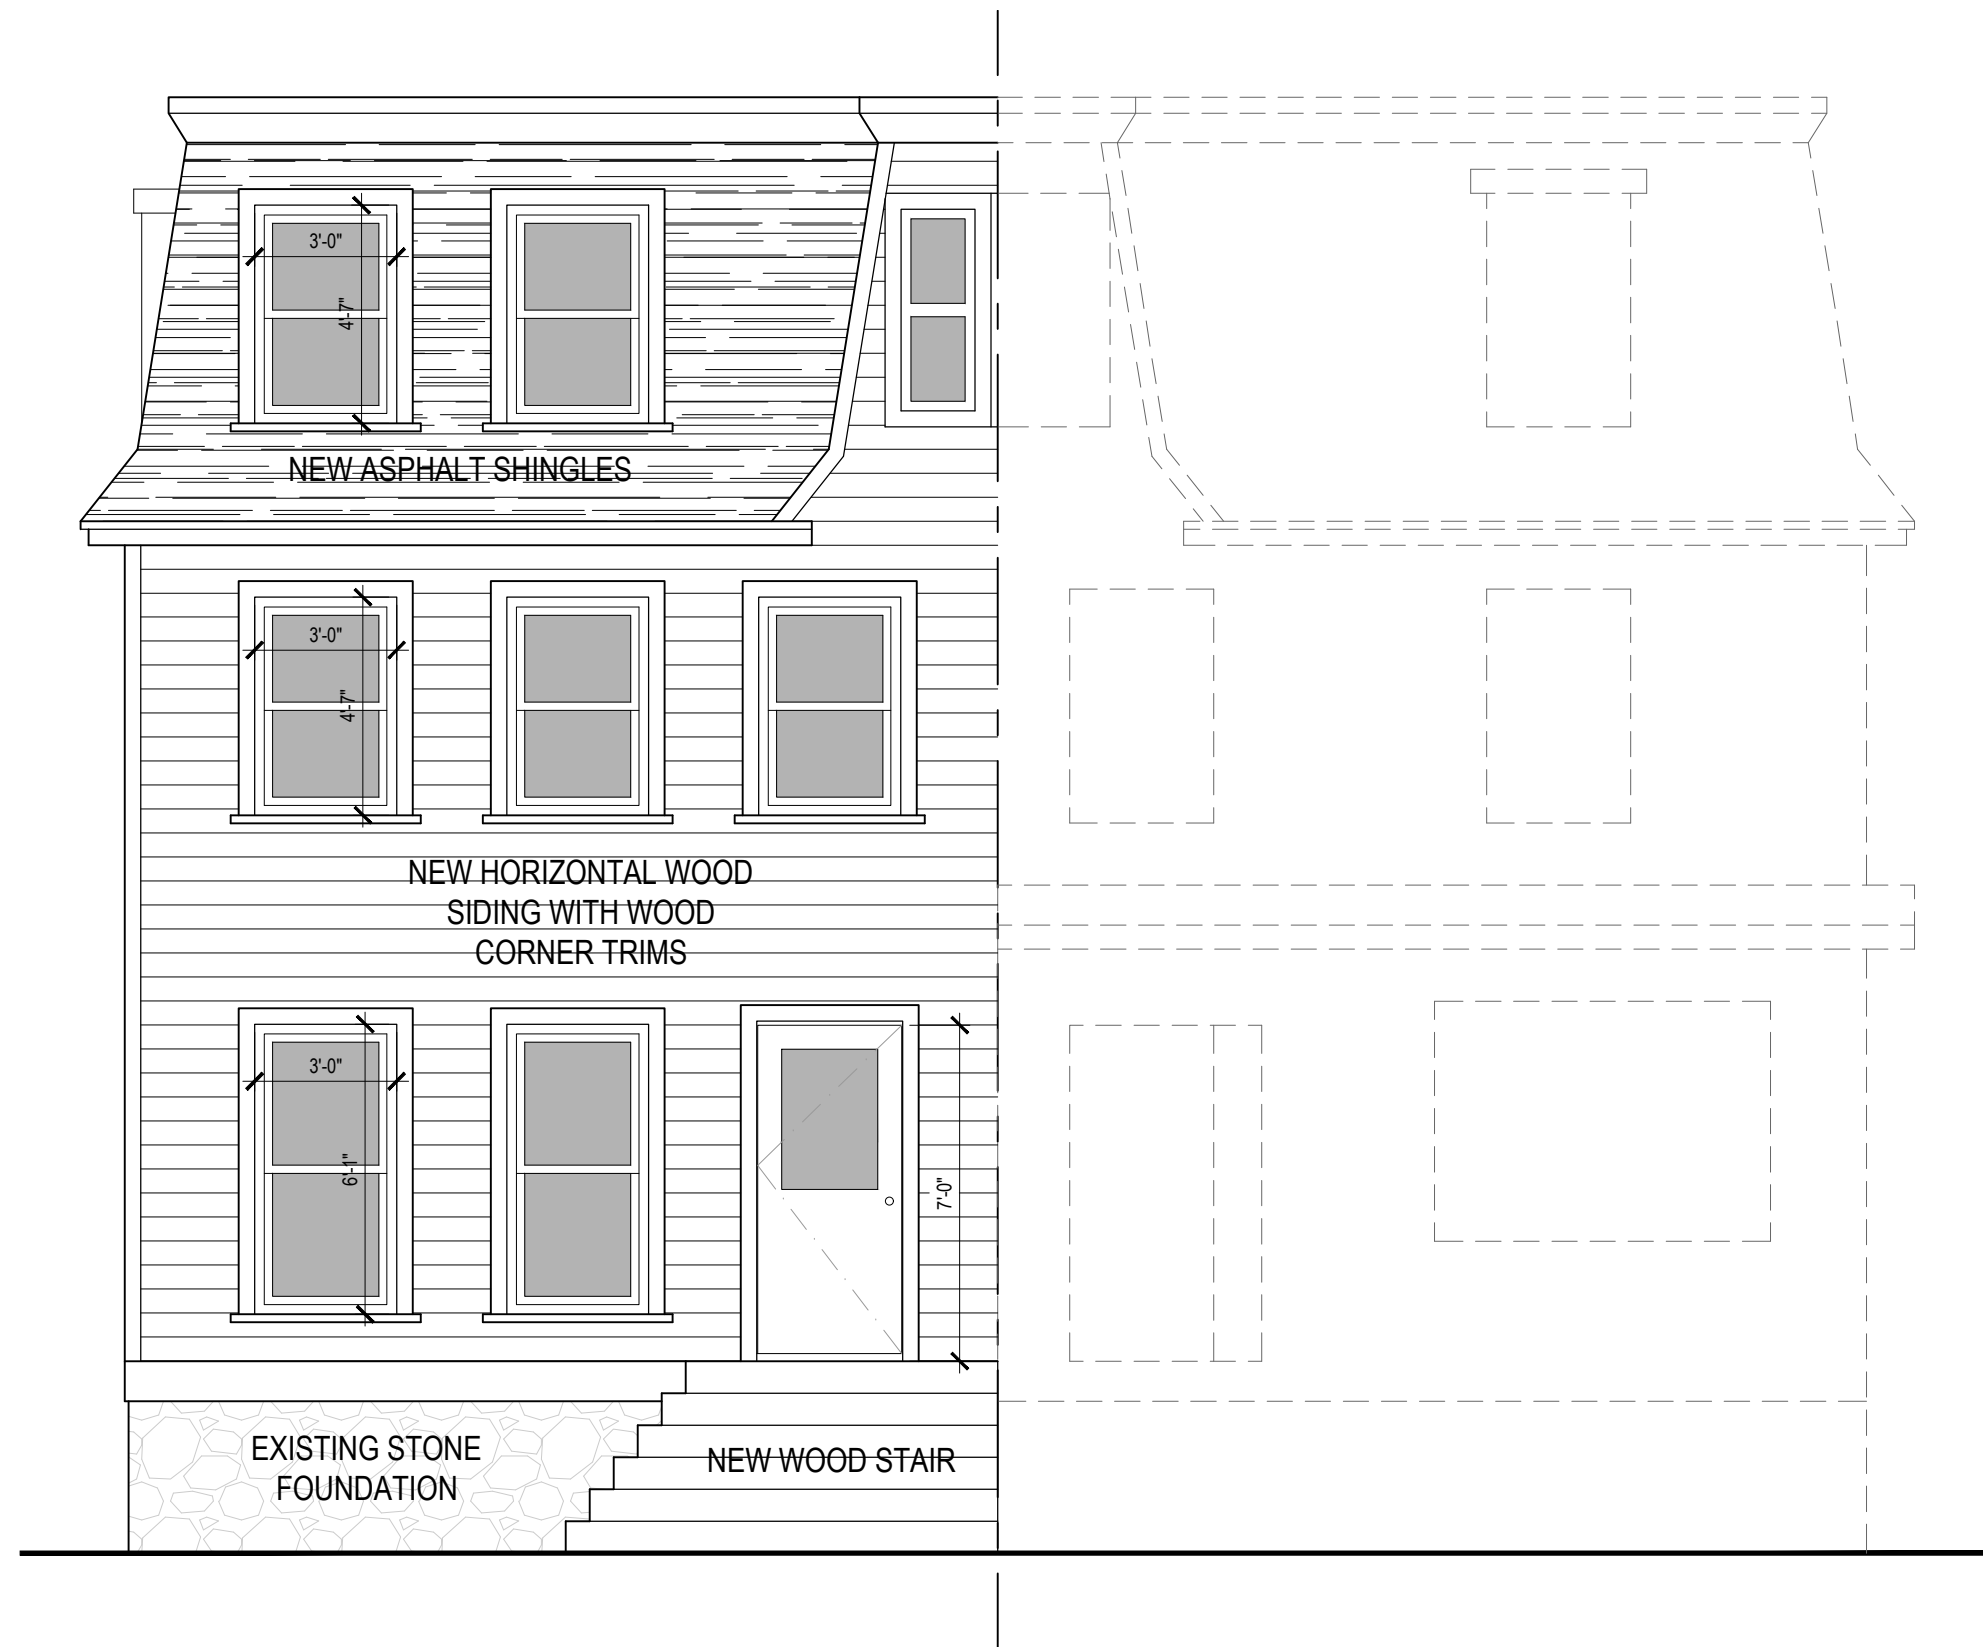 3'-0"
4'-7"
NEW ASPHALT SHINGLES
3'-0"
4'-7"
NEW HORIZONTAL WOOD
SIDING WITH WOOD
CORNER TRIMS
3'-0"
6'-1"
7'-0"
EXISTING STONE
FOUNDATION
NEW WOOD STAIR